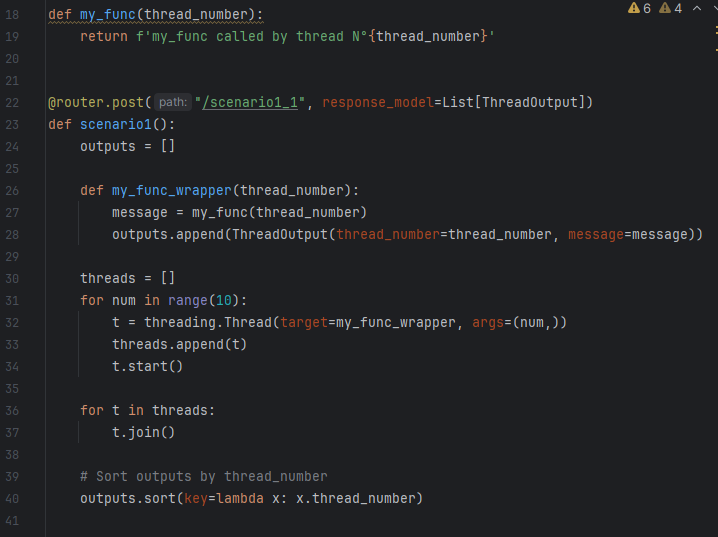 6 4
18 def my_func(thread_number):
19     return f'my_func called by thread N°{thread_number}'
20
21
22 @router.post( path: "/scenario1_1", response_model=List[ThreadOutput])
23 def scenario1():
24     outputs = []
25
26     def my_func_wrapper(thread_number):
27         message = my_func(thread_number)
28         outputs.append(ThreadOutput(thread_number=thread_number, message=message))
29
30     threads = []
31     for num in range(10):
32         t = threading.Thread(target=my_func_wrapper, args=(num,))
33         threads.append(t)
34         t.start()
35
36     for t in threads:
37         t.join()
38
39     # Sort outputs by thread_number
40     outputs.sort(key=lambda x: x.thread_number)
41